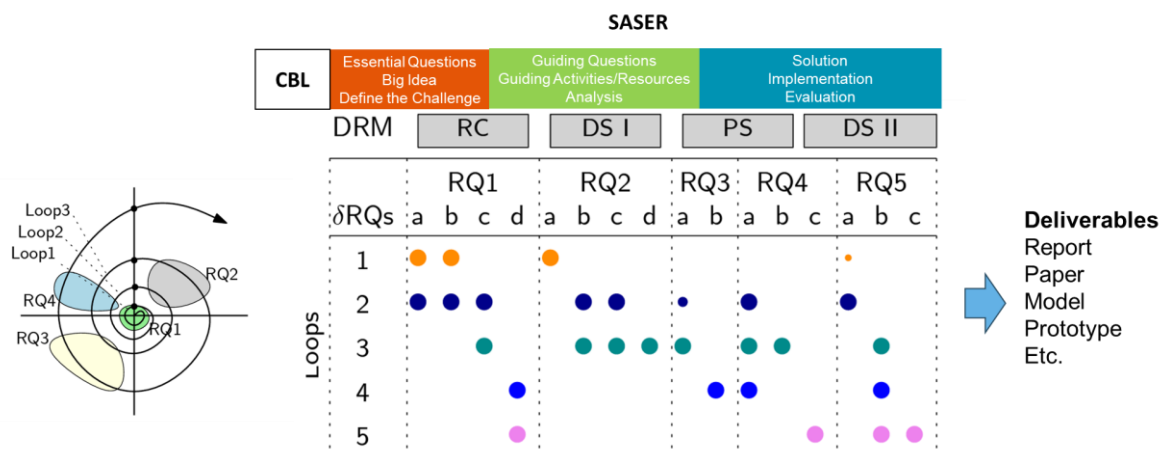 SASER
CBL
Essential Questions
Big Idea
Define the Challenge
Guiding Questions
Guiding Activities/Resources
Analysis
Solution
Implementation
Evaluation
DRM RC DS I PS DS II
RQ1 RQ2 RQ3 RQ4 RQ5
δRQs a b c d a b c d a b a b c a b c
Loops
1
2
3
4
5
Loop3
Loop2
Loop1
RQ2
RQ4
RQ1
RQ3
Deliverables
Report
Paper
Model
Prototype
Etc.